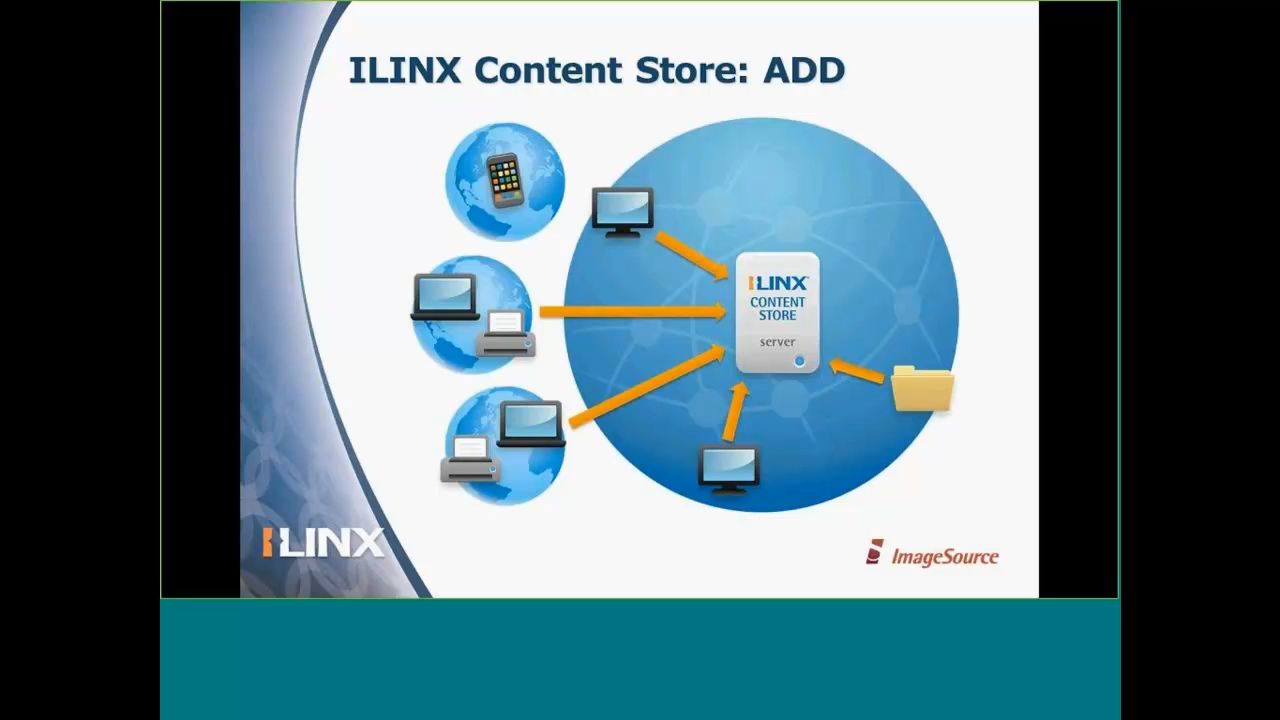 ILINX Content Store: ADD
ILINX
CONTENT
STORE
server
ILINX
ImageSource